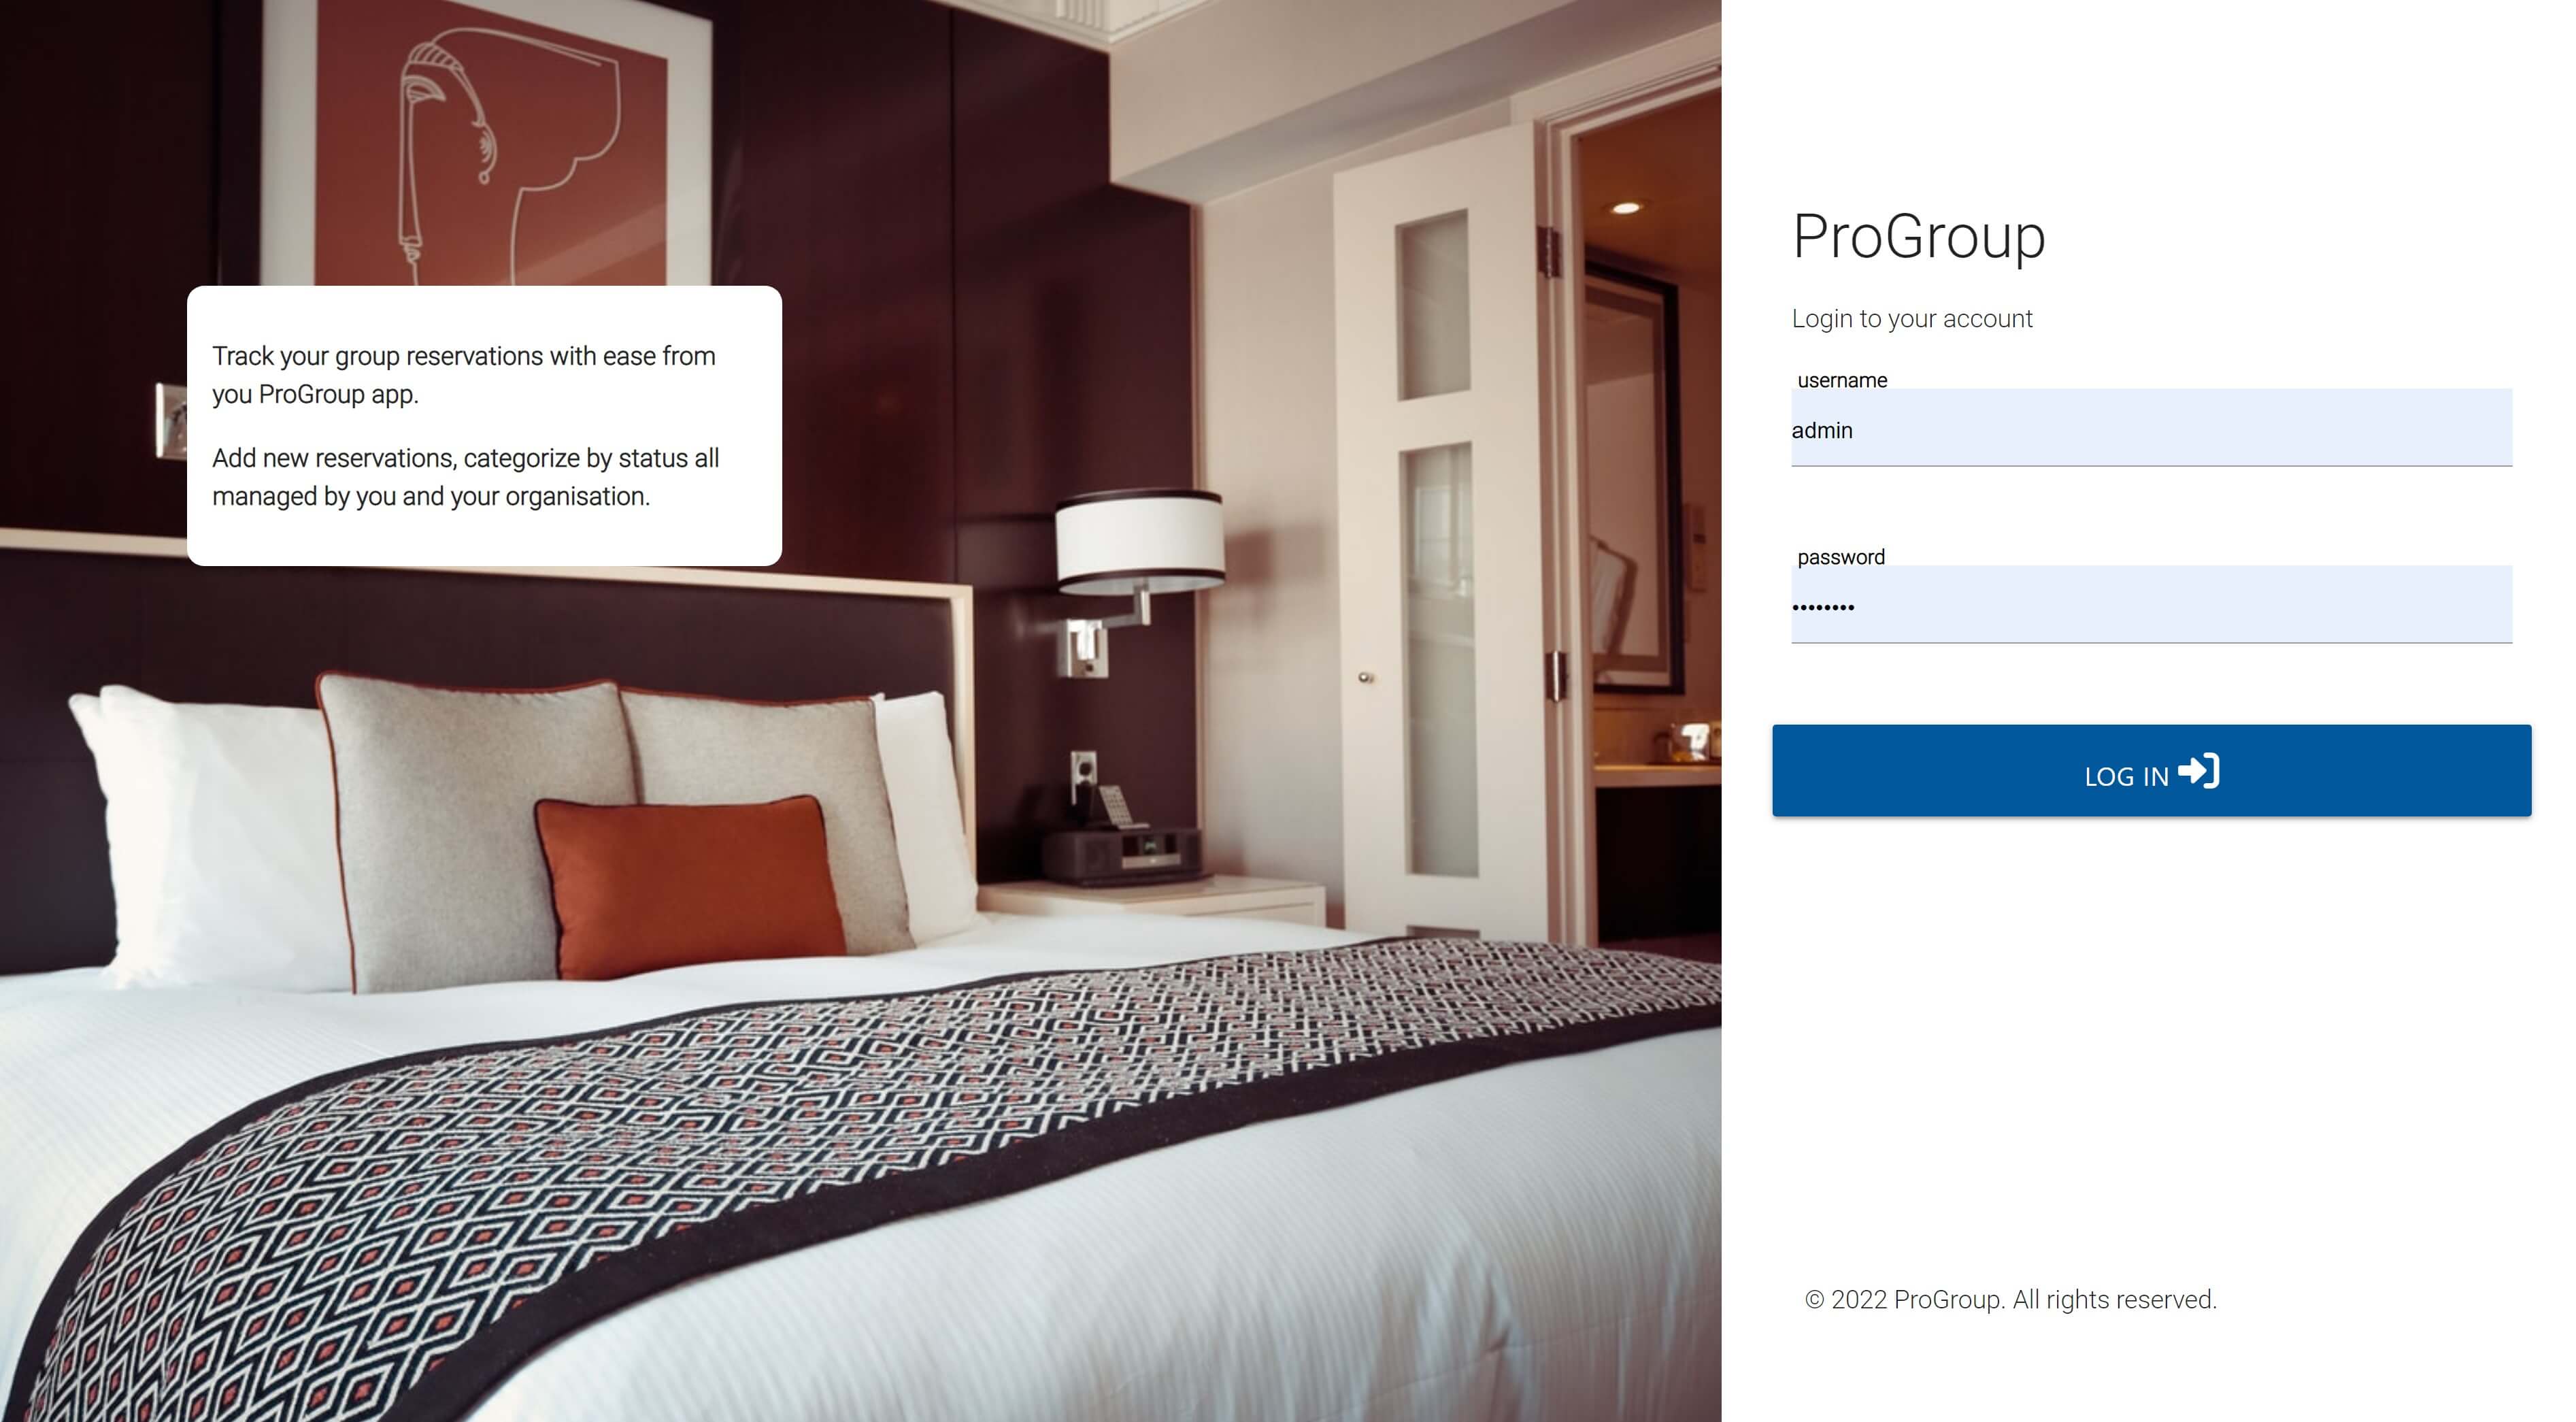 Track your group reservations with ease from
you ProGroup app.
Add new reservations, categorize by status all
managed by you and your organisation.
ProGroup
Login to your account
username
admin
password
••••••••
LOG IN
© 2022 ProGroup. All rights reserved.